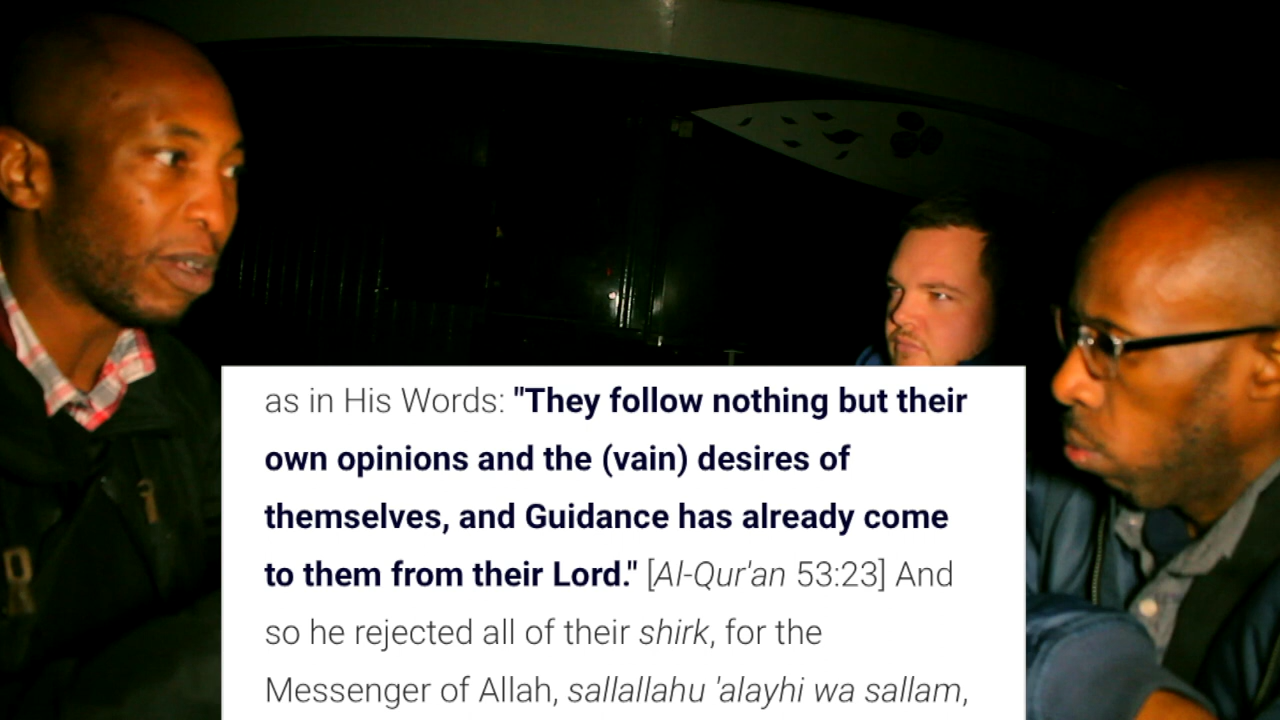 as in His Words: "They follow nothing but their
own opinions and the (vain) desires of
themselves, and Guidance has already come
to them from their Lord." [Al-Qur'an 53:23] And
so he rejected all of their shirk, for the
Messenger of Allah, sallallahu 'alayhi wa sallam,